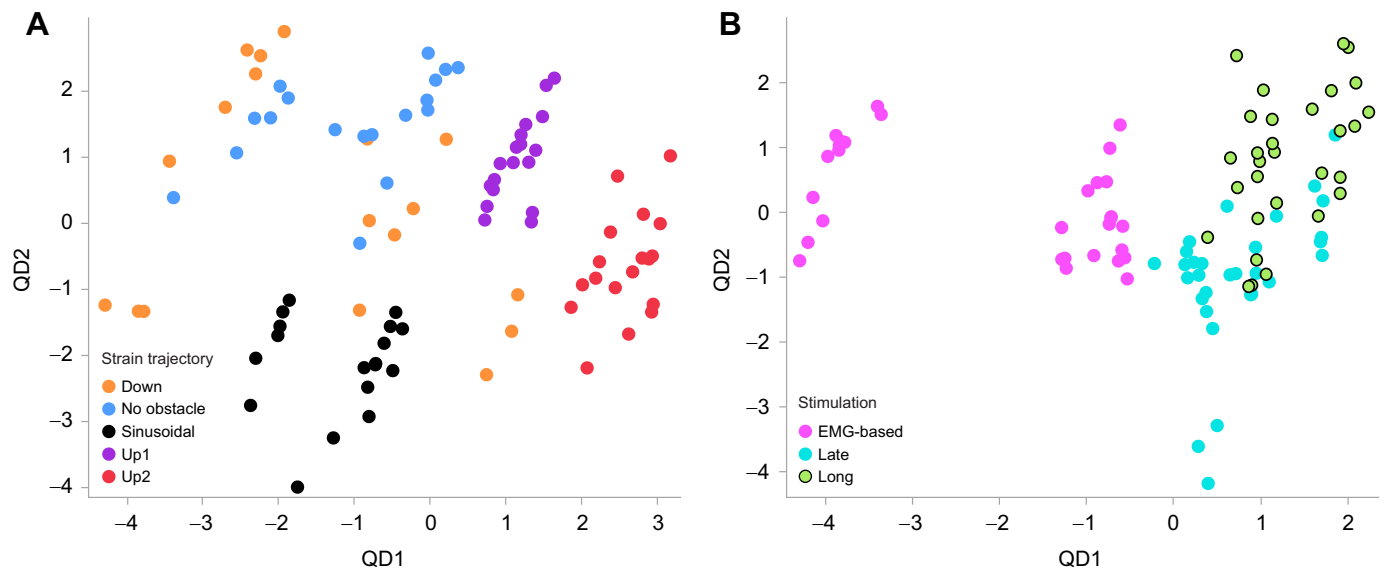 A
B
2
1
0
–1
–2
–3
–4
QD2
Strain trajectory
Down
No obstacle
Sinusoidal
Up1
Up2
–4
–3
–2
–1
0
1
2
3
QD1
2
1
0
–1
–2
–3
–4
QD2
Stimulation
EMG-based
Late
Long
–4
–3
–2
–1
0
1
2
QD1